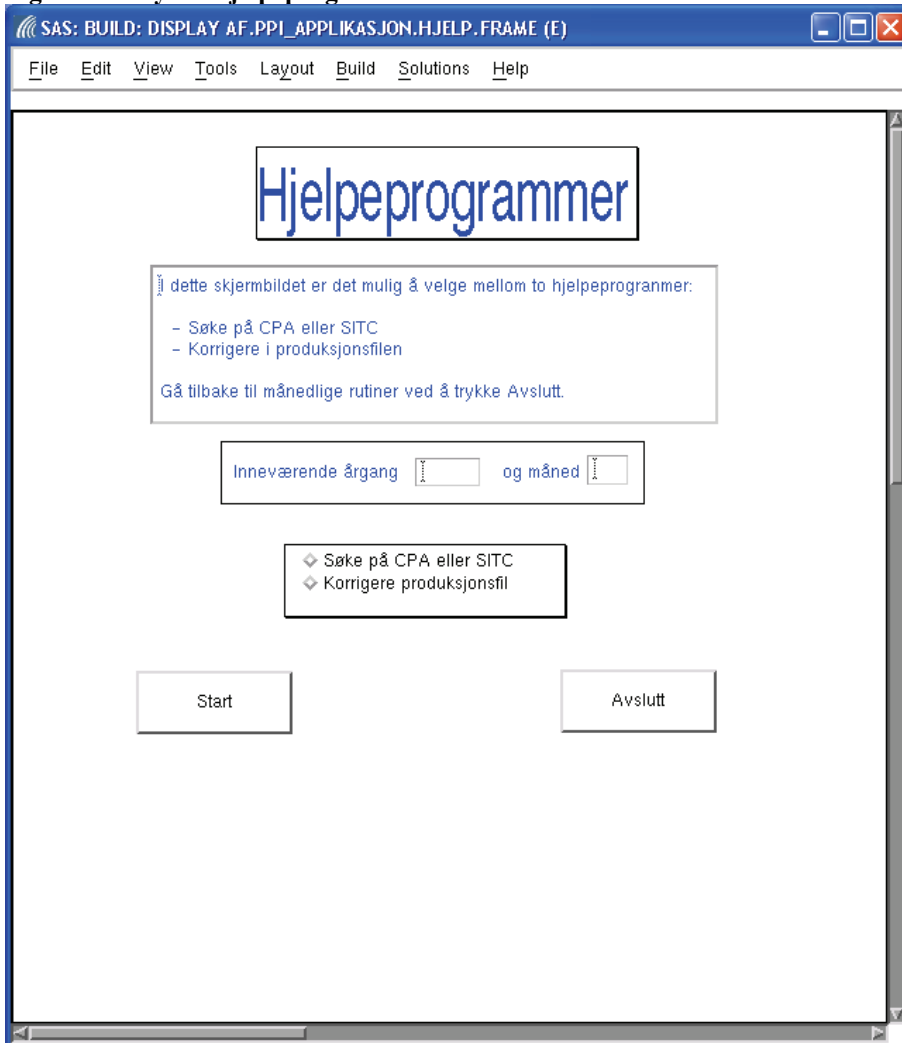 SAS: BUILD: DISPLAY AF.PPI_APPLIKASJON.HJELP.FRAME (E)
File Edit View Tools Layout Build Solutions Help
Hjelpeprogrammer
I dette skjermbildet er det mulig å velge mellom to hjelpeprogranmer:
– Søke på CPA eller SITC
– Korrigere i produksjonsfilen
Gå tilbake til månedlige rutiner ved å trykke Avslutt.
Inneværende årgang og måned
Søke på CPA eller SITC
Korrigere produksjonsfil
Start Avslutt